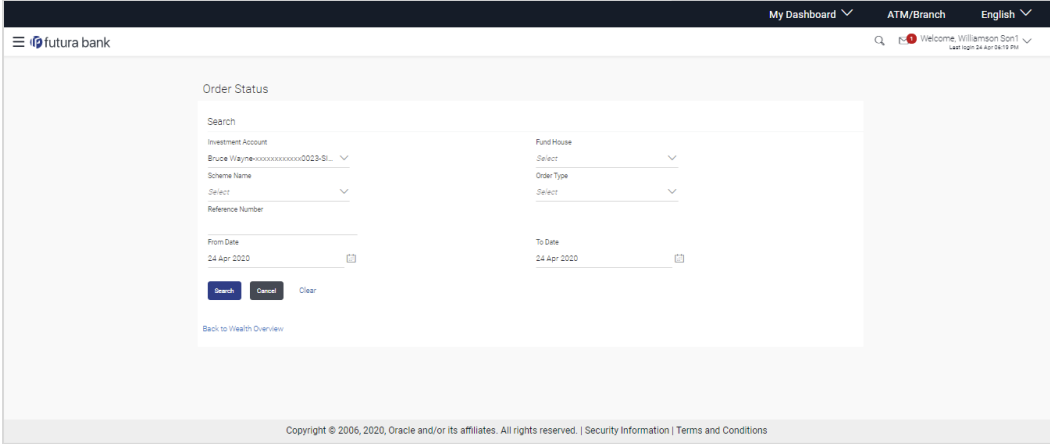 My Dashboard ATM/Branch English
futura bank
1 Welcome, Williamson Son1
Last login 24 Apr 06:19 PM
Order Status
Search
Investment Account Fund House
Bruce Wayne-xxxxxxxxxxxx0023-SI... Select
Scheme Name Order Type
Select Select
Reference Number
From Date To Date
24 Apr 2020 24 Apr 2020
Search Cancel Clear
Back to Wealth Overview
Copyright © 2006, 2020, Oracle and/or its affiliates. All rights reserved. | Security Information | Terms and Conditions